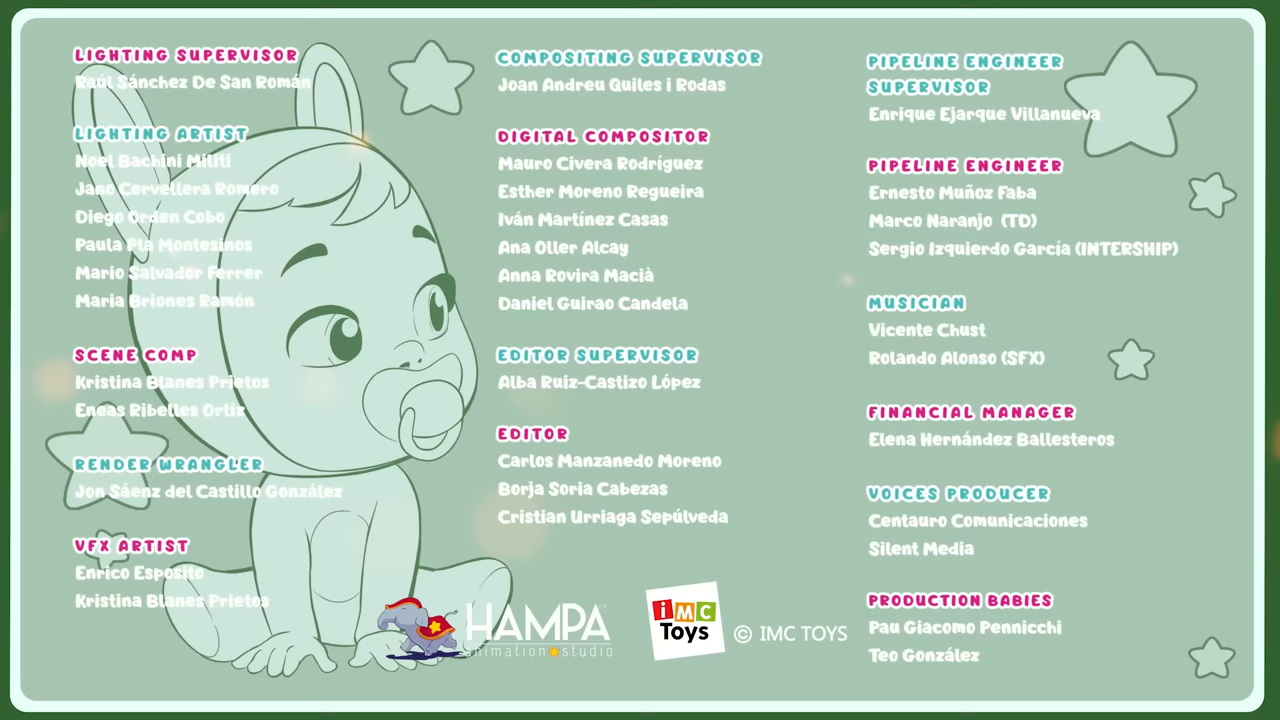 LIGHTING SUPERVISOR
Raúl Sánchez De San Román
LIGHTING ARTIST
Noel Bachini Militi
Jano Cervellera Romero
Diego Orden Cobo
Paula Pla Montesinos
Mario Salvador Ferrer
Maria Briones Ramón
SCENE COMP
Kristina Blanes Prietos
Eneas Ribelles Ortiz
RENDER WRANGLER
Jon Sáenz del Castillo González
VFX ARTIST
Enrico Esposito
Kristina Blanes Prietos
COMPOSITING SUPERVISOR
Joan Andreu Quiles i Rodas
DIGITAL COMPOSITOR
Mauro Civera Rodríguez
Esther Moreno Regueira
Iván Martínez Casas
Ana Oller Alcay
Anna Rovira Macià
Daniel Guirao Candela
EDITOR SUPERVISOR
Alba Ruiz-Castizo López
EDITOR
Carlos Manzanedo Moreno
Borja Soria Cabezas
Cristian Urriaga Sepúlveda
PIPELINE ENGINEER
SUPERVISOR
Enrique Ejarque Villanueva
PIPELINE ENGINEER
Ernesto Muñoz Faba
Marco Naranjo (TD)
Sergio Izquierdo García (INTERSHIP)
MUSICIAN
Vicente Chust
Rolando Alonso (SFX)
FINANCIAL MANAGER
Elena Hernández Ballesteros
VOICES PRODUCER
Centauro Comunicaciones
Silent Media
PRODUCTION BABIES
Pau Giacomo Pennicchi
Teo González
HAMPA™
animation studio
iMC
Toys
© IMC TOYS